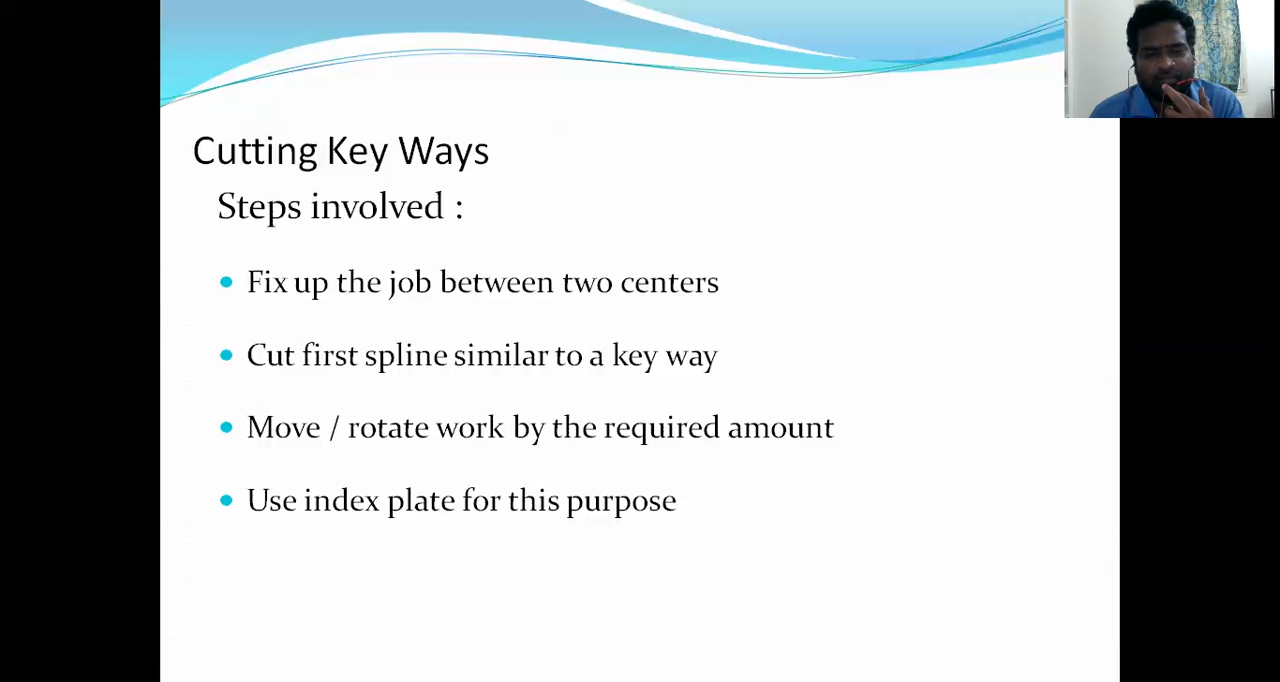 Cutting Key Ways
Steps involved :
Fix up the job between two centers
Cut first spline similar to a key way
Move / rotate work by the required amount
Use index plate for this purpose